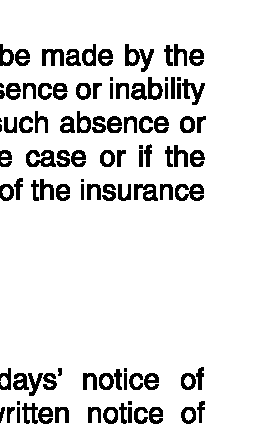 be made by the
sence or inability
such absence or
e case or if the
of the insurance
days' notice of
written notice of